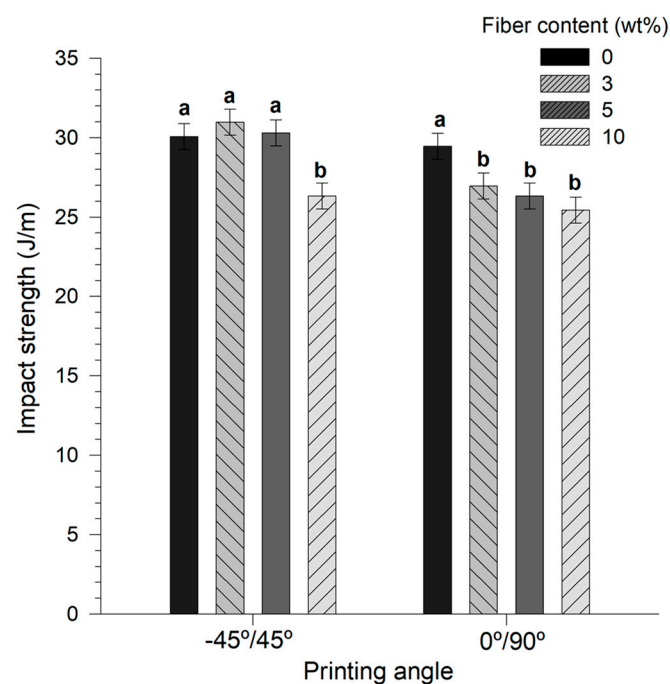 Fiber content (wt%)
0
3
5
10
35
30
25
20
15
10
5
0
Impact strength (J/m)
a a a b a b b b
-45º/45º 0º/90º
Printing angle